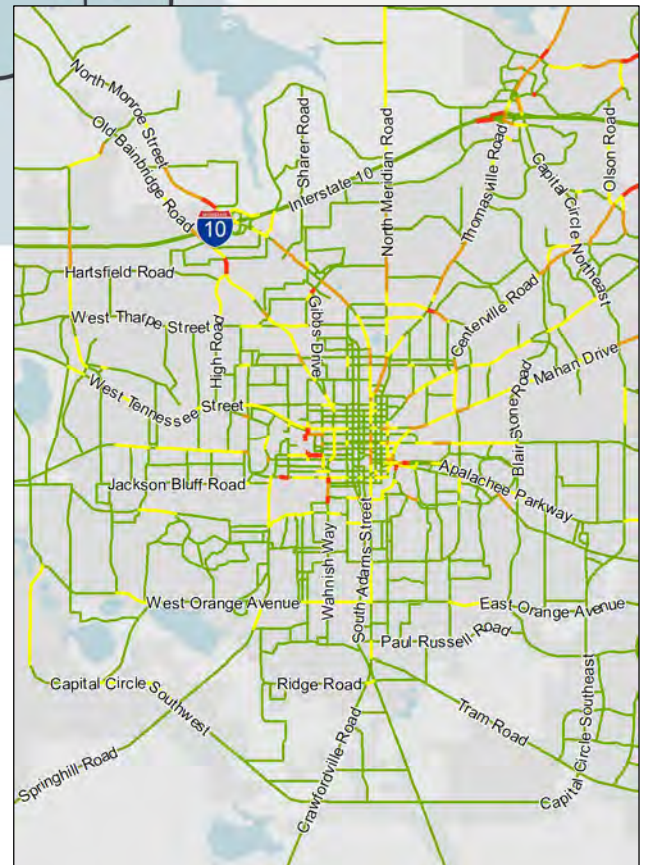 North Monroe Street
Old Bainbridge Road
Sharer Road
Interstate 10
North Meridian Road
Thomasville Road
Capital Circle Northeast
Olson Road
10
Hartsfield Road
West Tharpe Street
High Road
Gibbs Drive
Centerville Road
Mahan Drive
West Tennessee Street
Blair Stone Road
Jackson Bluff Road
Apalachee Parkway
Wahnish Way
South Adams Street
West Orange Avenue
East Orange Avenue
Paul Russell Road
Capital Circle Southwest
Ridge Road
Tram Road
Capital Circle Southeast
Springhill Road
Crawfordville Road